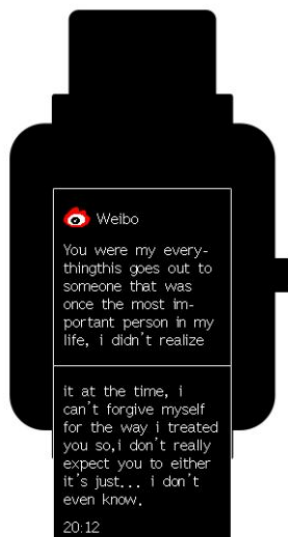 Weibo
You were my every-
thingthis goes out to
someone that was
once the most im-
portant person in my
life, i didn't realize
it at the time, i
can't forgive myself
for the way i treated
you so,i don't really
expect you to either
it's just... i don't
even know.
20:12